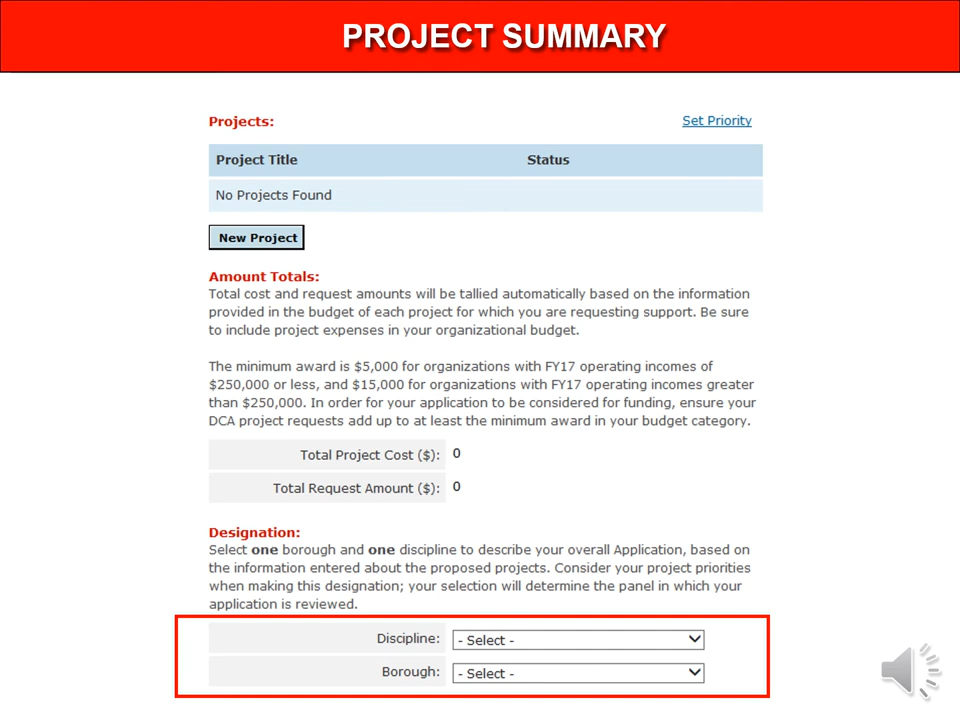 PROJECT SUMMARY
Projects: Set Priority
Project Title Status
No Projects Found
New Project
Amount Totals:
Total cost and request amounts will be tallied automatically based on the information
provided in the budget of each project for which you are requesting support. Be sure
to include project expenses in your organizational budget.
The minimum award is $5,000 for organizations with FY17 operating incomes of
$250,000 or less, and $15,000 for organizations with FY17 operating incomes greater
than $250,000. In order for your application to be considered for funding, ensure your
DCA project requests add up to at least the minimum award in your budget category.
Total Project Cost ($): 0
Total Request Amount ($): 0
Designation:
Select one borough and one discipline to describe your overall Application, based on
the information entered about the proposed projects. Consider your project priorities
when making this designation; your selection will determine the panel in which your
application is reviewed.
Discipline: - Select -
Borough: - Select -